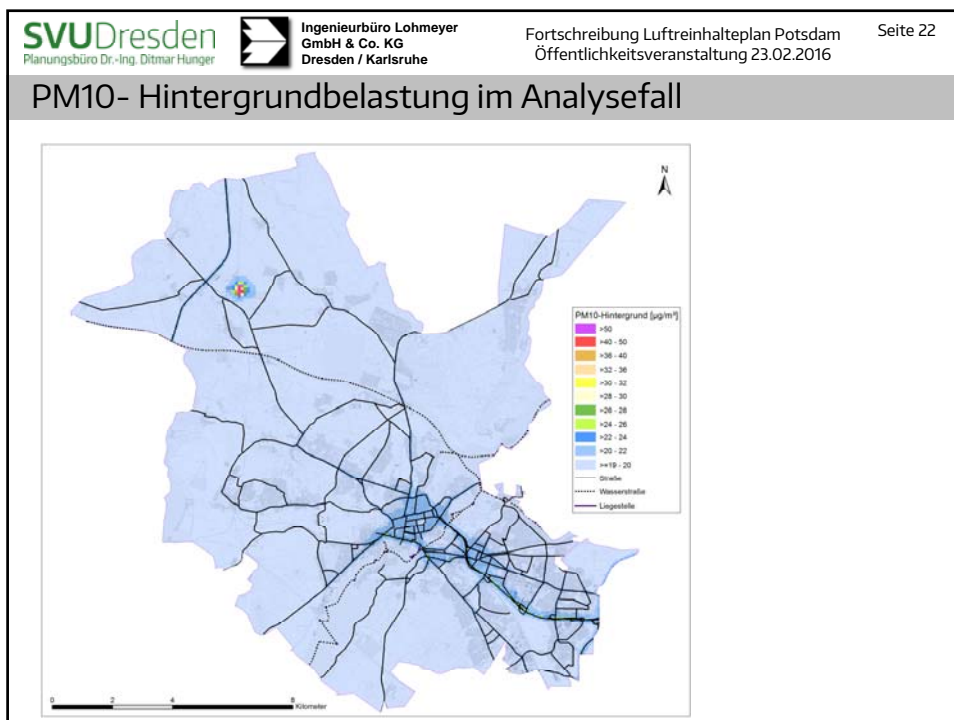 SVUDresden
Planungsbüro Dr.-Ing. Ditmar Hunger
Ingenieurbüro Lohmeyer
GmbH & Co. KG
Dresden / Karlsruhe
Fortschreibung Luftreinhalteplan Potsdam
Öffentlichkeitsveranstaltung 23.02.2016
Seite 22
PM10- Hintergrundbelastung im Analysefall
N
PM10-Hintergrund [µg/m³]
>50
>40 - 50
>36 - 40
>32 - 36
>30 - 32
>28 - 30
>26 - 28
>24 - 26
>22 - 24
>20 - 22
>=19 - 20
Straße
Wasserstraße
Liegestelle
0 2 4 8
Kilometer